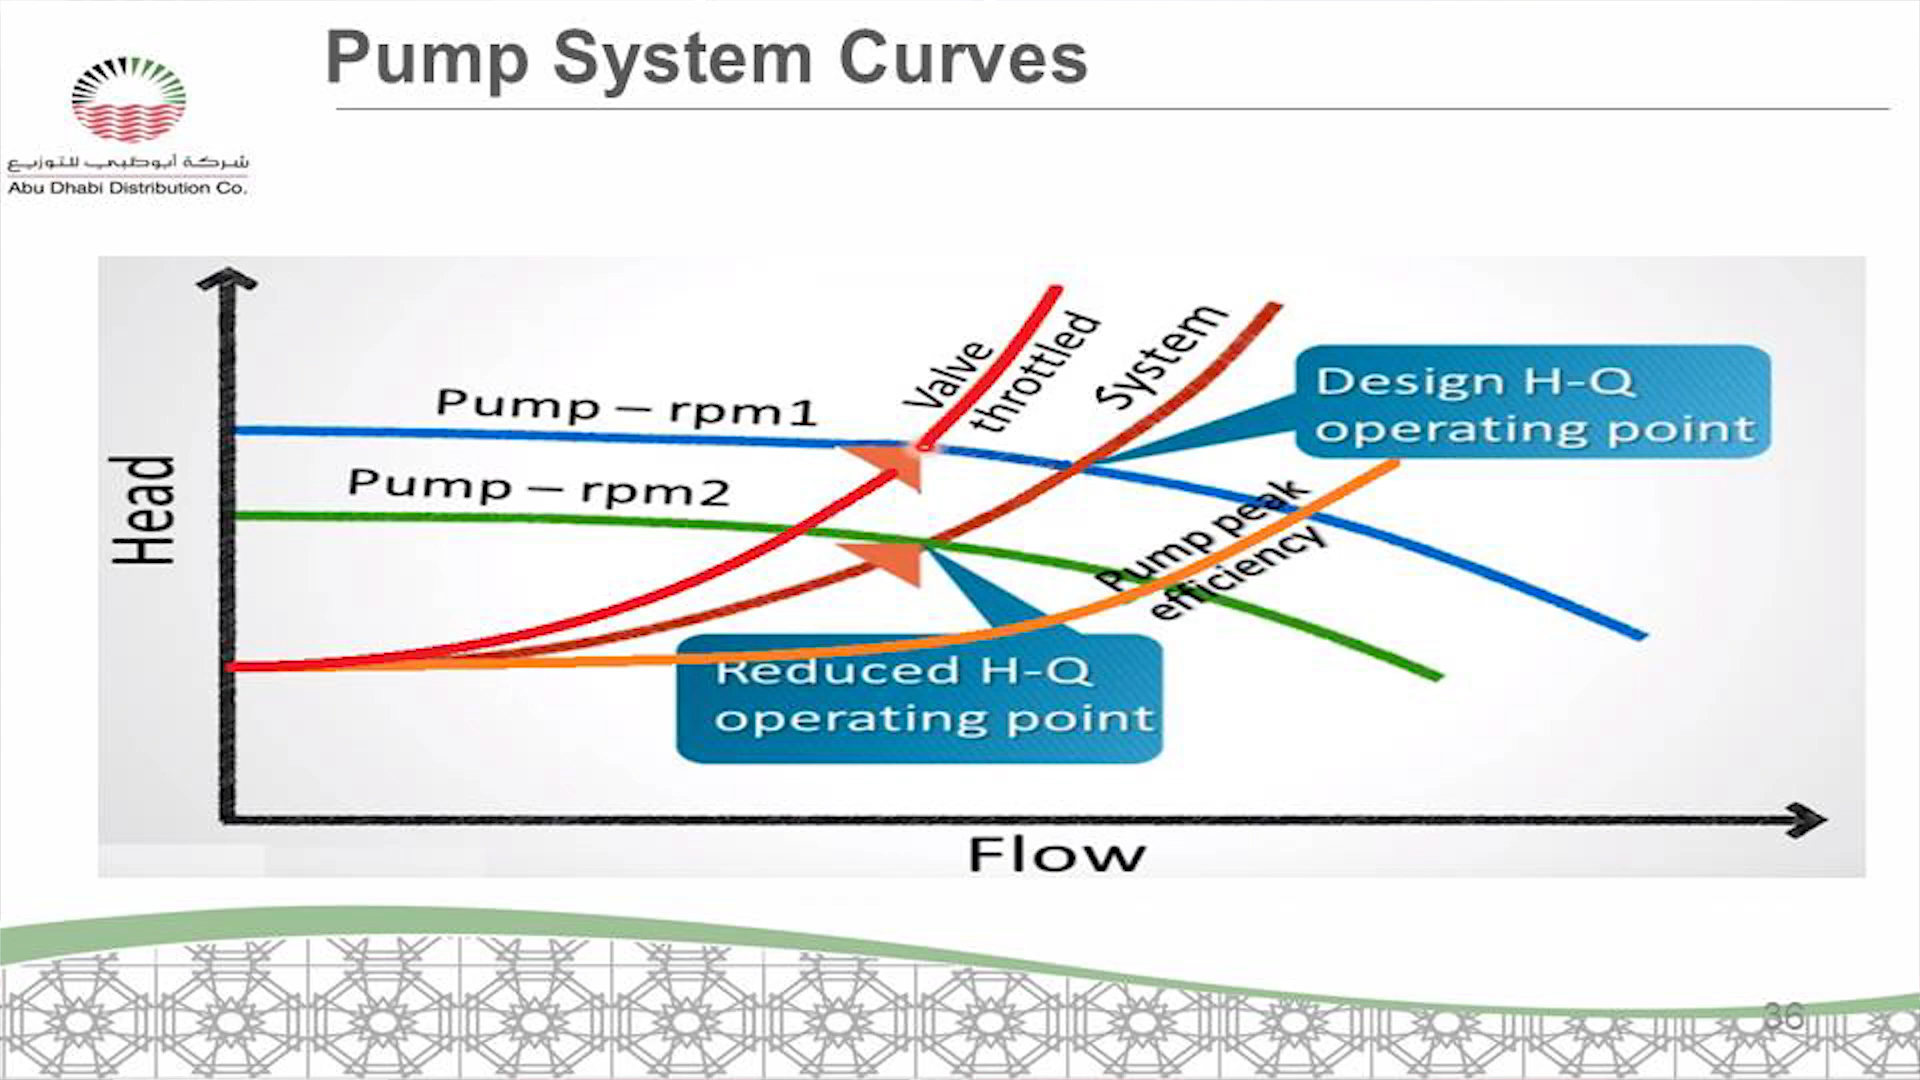 Pump System Curves
شركة أبوظبي للتوزيع
Abu Dhabi Distribution Co.
Valve
throttled
System
Design H-Q
operating point
Pump – rpm1
Pump – rpm2
Head
Pump peak
efficiency
Reduced H-Q
operating point
Flow
36